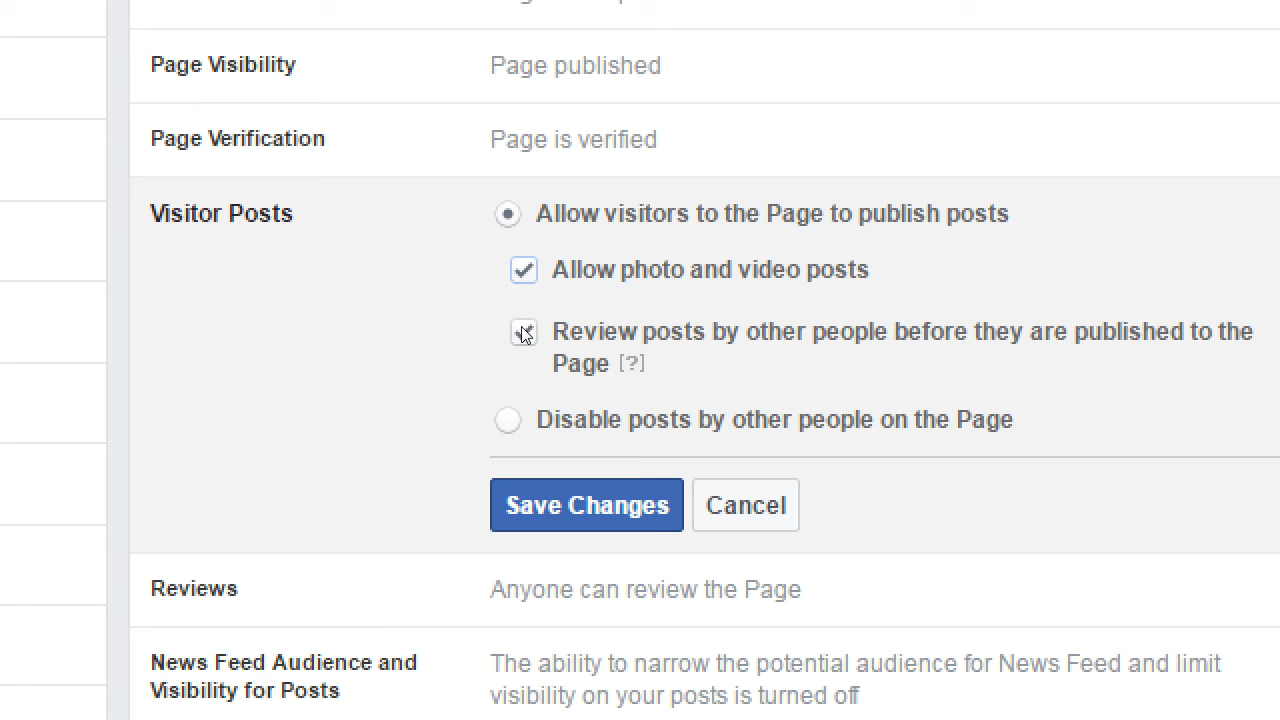 Page Visibility
Page published
Page Verification
Page is verified
Visitor Posts
Allow visitors to the Page to publish posts
Allow photo and video posts
Review posts by other people before they are published to the
Page [?]
Disable posts by other people on the Page
Save Changes
Cancel
Reviews
Anyone can review the Page
News Feed Audience and
Visibility for Posts
The ability to narrow the potential audience for News Feed and limit
visibility on your posts is turned off